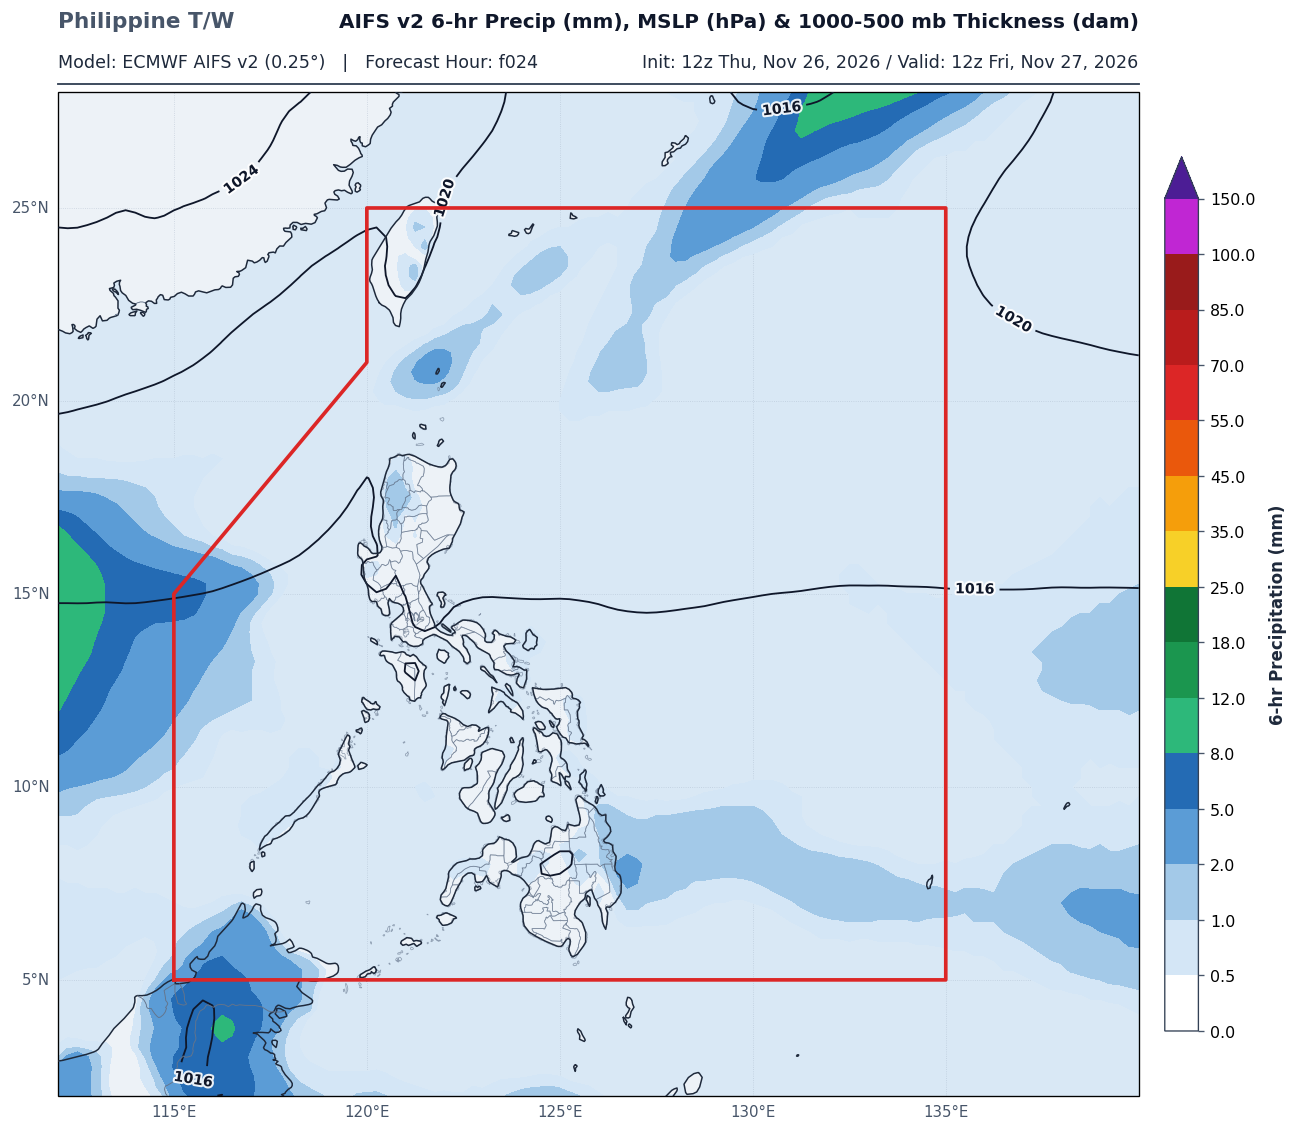 Philippine T/W
AIFS v2 6-hr Precip (mm), MSLP (hPa) & 1000-500 mb Thickness (dam)
Model: ECMWF AIFS v2 (0.25°) | Forecast Hour: f024
Init: 12z Thu, Nov 26, 2026 / Valid: 12z Fri, Nov 27, 2026
1016
1024
1020
25°N
1020
20°N
1016
15°N
10°N
5°N
1016
115°E
120°E
125°E
130°E
135°E
150.0
100.0
85.0
70.0
55.0
45.0
35.0
25.0
18.0
12.0
8.0
5.0
2.0
1.0
0.5
0.0
6-hr Precipitation (mm)